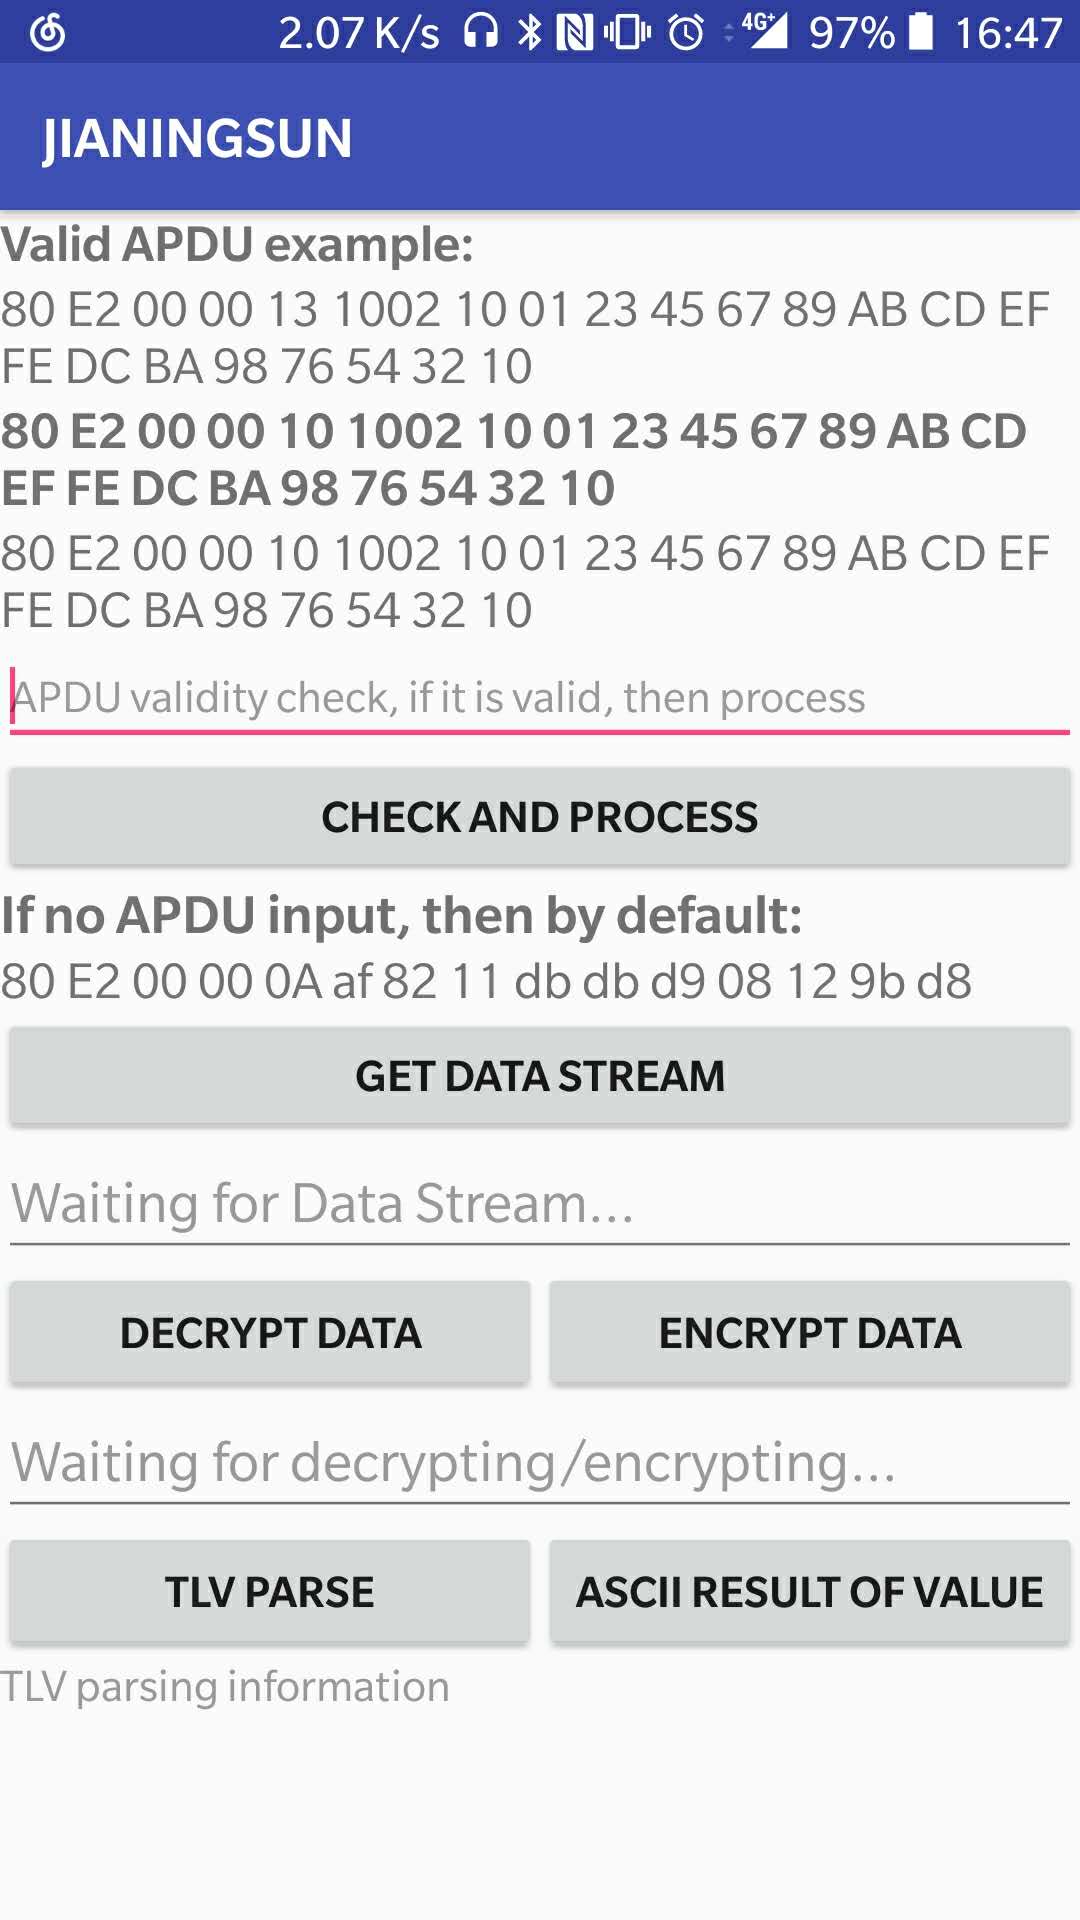 2.07 K/s 4G+ 97% 16:47
JIANINGSUN
Valid APDU example:
80 E2 00 00 13 1002 10 01 23 45 67 89 AB CD EF
FE DC BA 98 76 54 32 10
80 E2 00 00 10 1002 10 01 23 45 67 89 AB CD
EF FE DC BA 98 76 54 32 10
80 E2 00 00 10 1002 10 01 23 45 67 89 AB CD EF
FE DC BA 98 76 54 32 10
APDU validity check, if it is valid, then process
CHECK AND PROCESS
If no APDU input, then by default:
80 E2 00 00 0A af 82 11 db db d9 08 12 9b d8
GET DATA STREAM
Waiting for Data Stream...
DECRYPT DATA ENCRYPT DATA
Waiting for decrypting/encrypting...
TLV PARSE ASCII RESULT OF VALUE
TLV parsing information